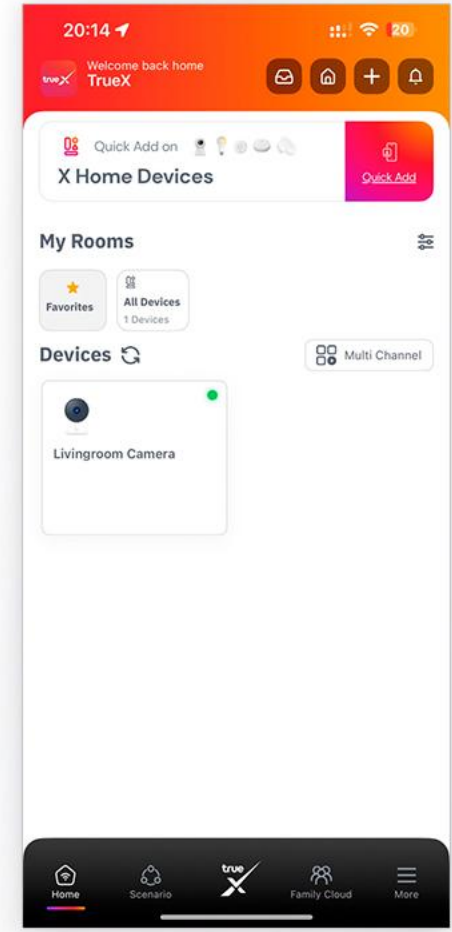 20:14
20
true X
Welcome back home
TrueX
Quick Add on
X Home Devices
Quick Add
My Rooms
Favorites
All Devices
1 Devices
Devices
Multi Channel
Livingroom Camera
true
X
Home
Scenario
Family Cloud
More